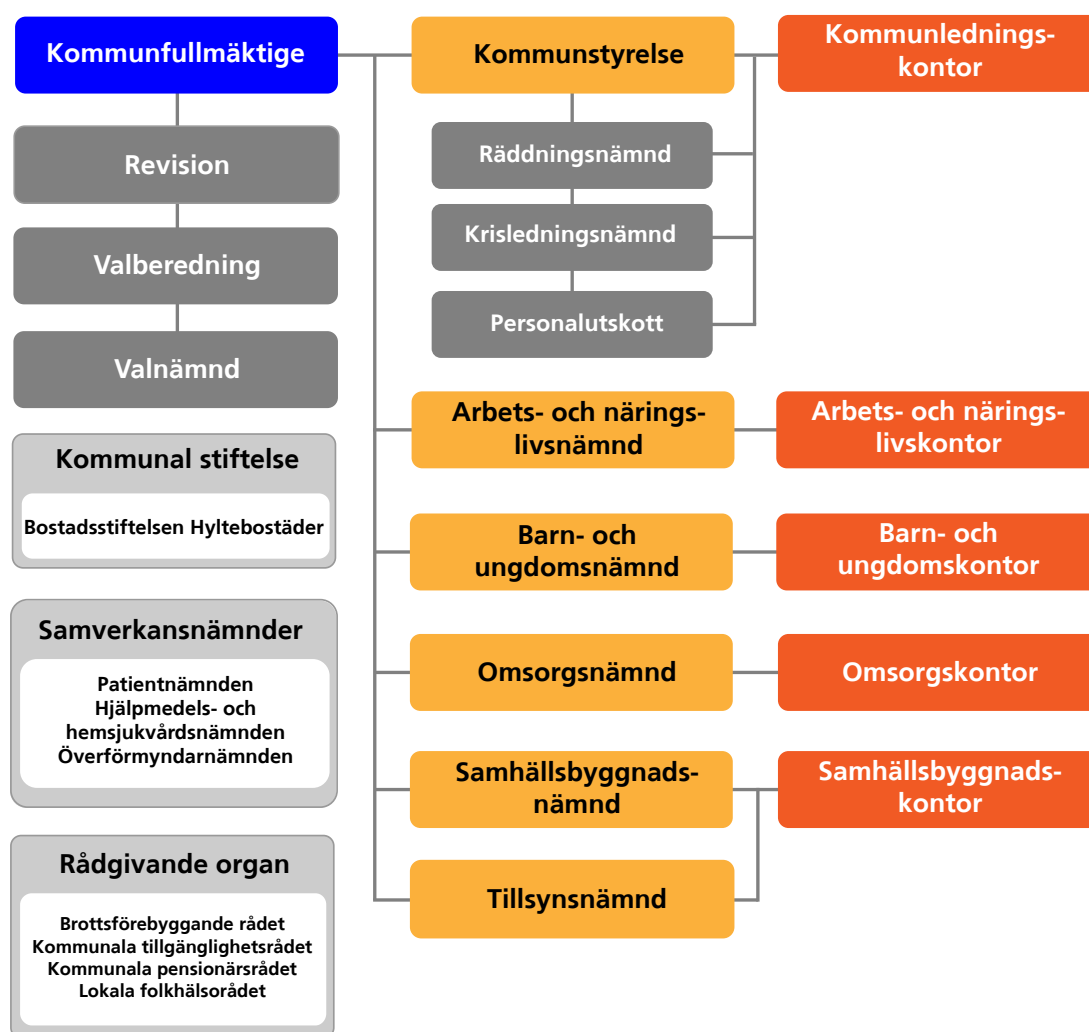 Kommunfullmäktige
Revision
Valberedning
Valnämnd
Kommunal stiftelse
Bostadsstiftelsen Hyltebostäder
Samverkansnämnder
Patientnämnden
Hjälpmedels- och
hemsjukvårdsnämnden
Överförmyndarnämnden
Rådgivande organ
Brottsförebyggande rådet
Kommunala tillgänglighetsrådet
Kommunala pensionärsrådet
Lokala folkhälsorådet
Kommunstyrelse
Räddningsnämnd
Krisledningsnämnd
Personalutskott
Arbets- och närings-
livsnämnd
Barn- och
ungdomsnämnd
Omsorgsnämnd
Samhällsbyggnads-
nämnd
Tillsynsnämnd
Kommunlednings-
kontor
Arbets- och närings-
livskontor
Barn- och
ungdomskontor
Omsorgskontor
Samhällsbyggnads-
kontor